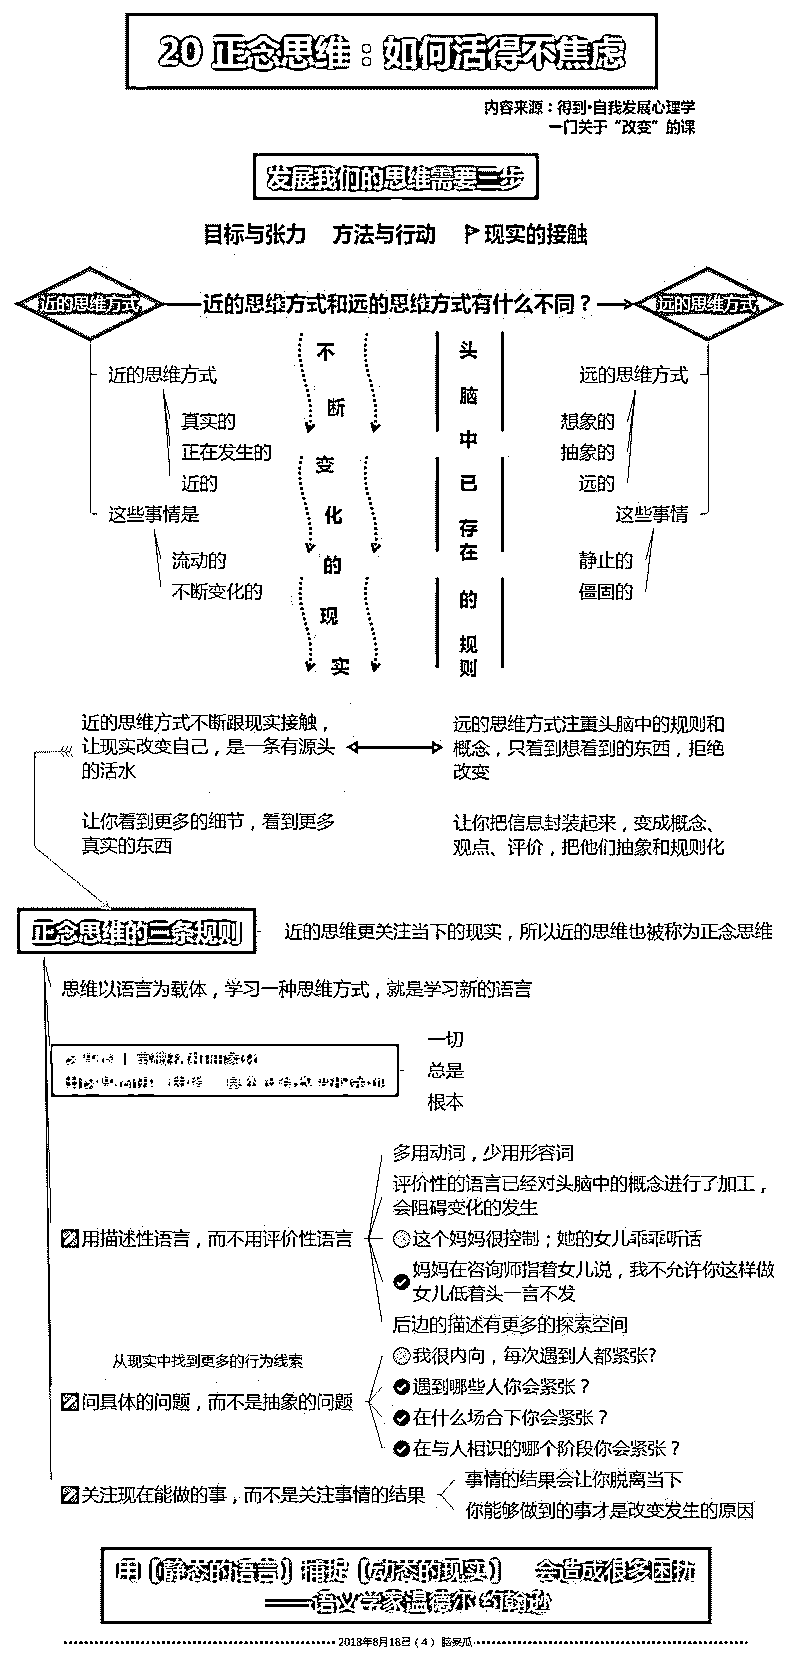 20 正念思维：如何活得不焦虑
内容来源：得到·自我发展心理学
一门关于“改变”的课
发展我们的思维需要三步
目标与张力 方法与行动 现实的接触
近的思维方式
近的思维方式和远的思维方式有什么不同？
远的思维方式
不断变化的现实
头脑中已存在的规则
近的思维方式
真实的
正在发生的
近的
这些事情是
流动的
不断变化的
远的思维方式
想象的
抽象的
远的
这些事情
静止的
僵固的
近的思维方式不断跟现实接触，
让现实改变自己，是一条有源头
的活水
让你看到更多的细节，看到更多
真实的东西
远的思维方式注重头脑中的规则和
概念，只看到想看到的东西，拒绝
改变
让你把信息封装起来，变成概念、
观点、评价，把他们抽象和规则化
正念思维的三条规则
近的思维更关注当下的现实，所以近的思维也被称为正念思维
思维以语言为载体，学习一种思维方式，就是学习新的语言
一切
总是
根本
用描述性语言，而不用评价性语言
多用动词，少用形容词
评价性的语言已经对头脑中的概念进行了加工，
会阻碍变化的发生
这个妈妈很控制；她的女儿乖乖听话
妈妈在咨询师指着女儿说，我不允许你这样做
女儿低着头一言不发
后边的描述有更多的探索空间
从现实中找到更多的行为线索
问具体的问题，而不是抽象的问题
我很内向，每次遇到人都紧张?
遇到哪些人你会紧张？
在什么场合下你会紧张？
在与人相识的哪个阶段你会紧张？
关注现在能做的事，而不是关注事情的结果
事情的结果会让你脱离当下
你能够做到的事才是改变发生的原因
用（静态的语言）捕捉（动态的现实） 会造成很多困扰
——语义学家温德尔·约翰逊
2018年8月18日（4）